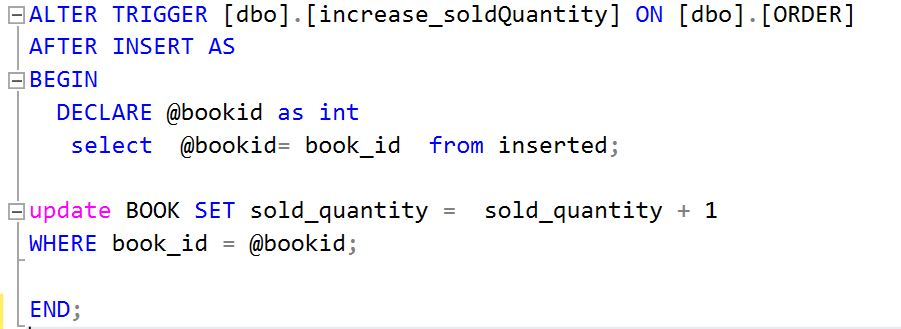 ALTER TRIGGER [dbo].[increase_soldQuantity] ON [dbo].[ORDER]
AFTER INSERT AS
BEGIN
DECLARE @bookid as int
select @bookid= book_id from inserted;
update BOOK SET sold_quantity = sold_quantity + 1
WHERE book_id = @bookid;
END;